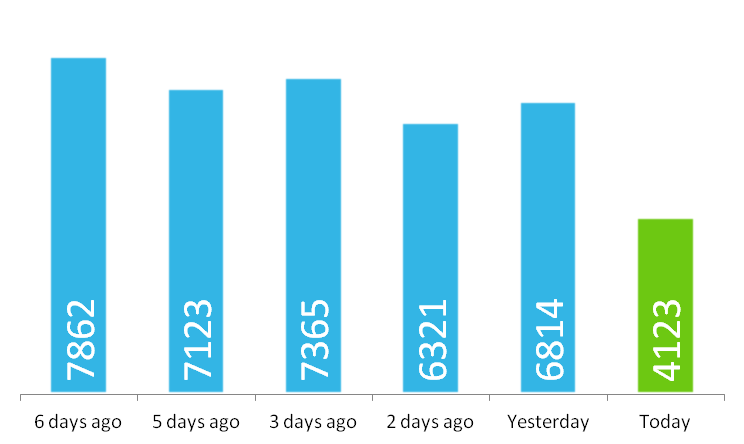 7862
7123
7365
6321
6814
4123
6 days ago
5 days ago
3 days ago
2 days ago
Yesterday
Today